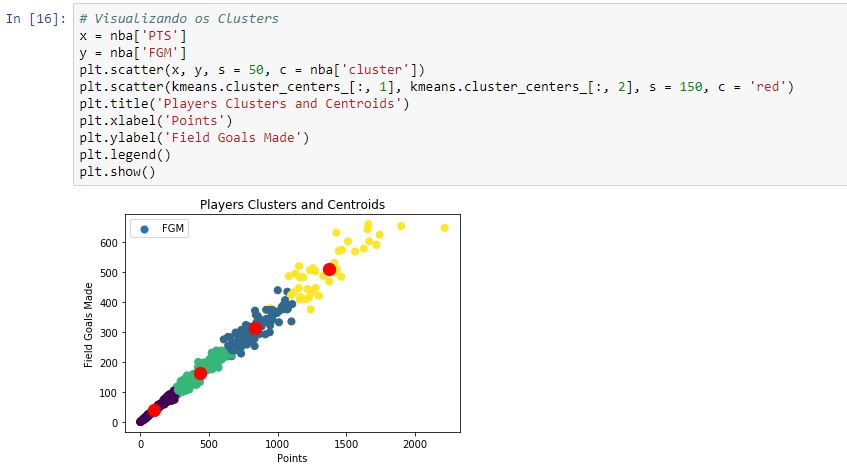 In [16]:
# Visualizando os Clusters
x = nba['PTS']
y = nba['FGM']
plt.scatter(x, y, s = 50, c = nba['cluster'])
plt.scatter(kmeans.cluster_centers_[:, 1], kmeans.cluster_centers_[:, 2], s = 150, c = 'red')
plt.title('Players Clusters and Centroids')
plt.xlabel('Points')
plt.ylabel('Field Goals Made')
plt.legend()
plt.show()
Players Clusters and Centroids
FGM
600
500
400
300
200
100
0
Field Goals Made
0 500 1000 1500 2000
Points